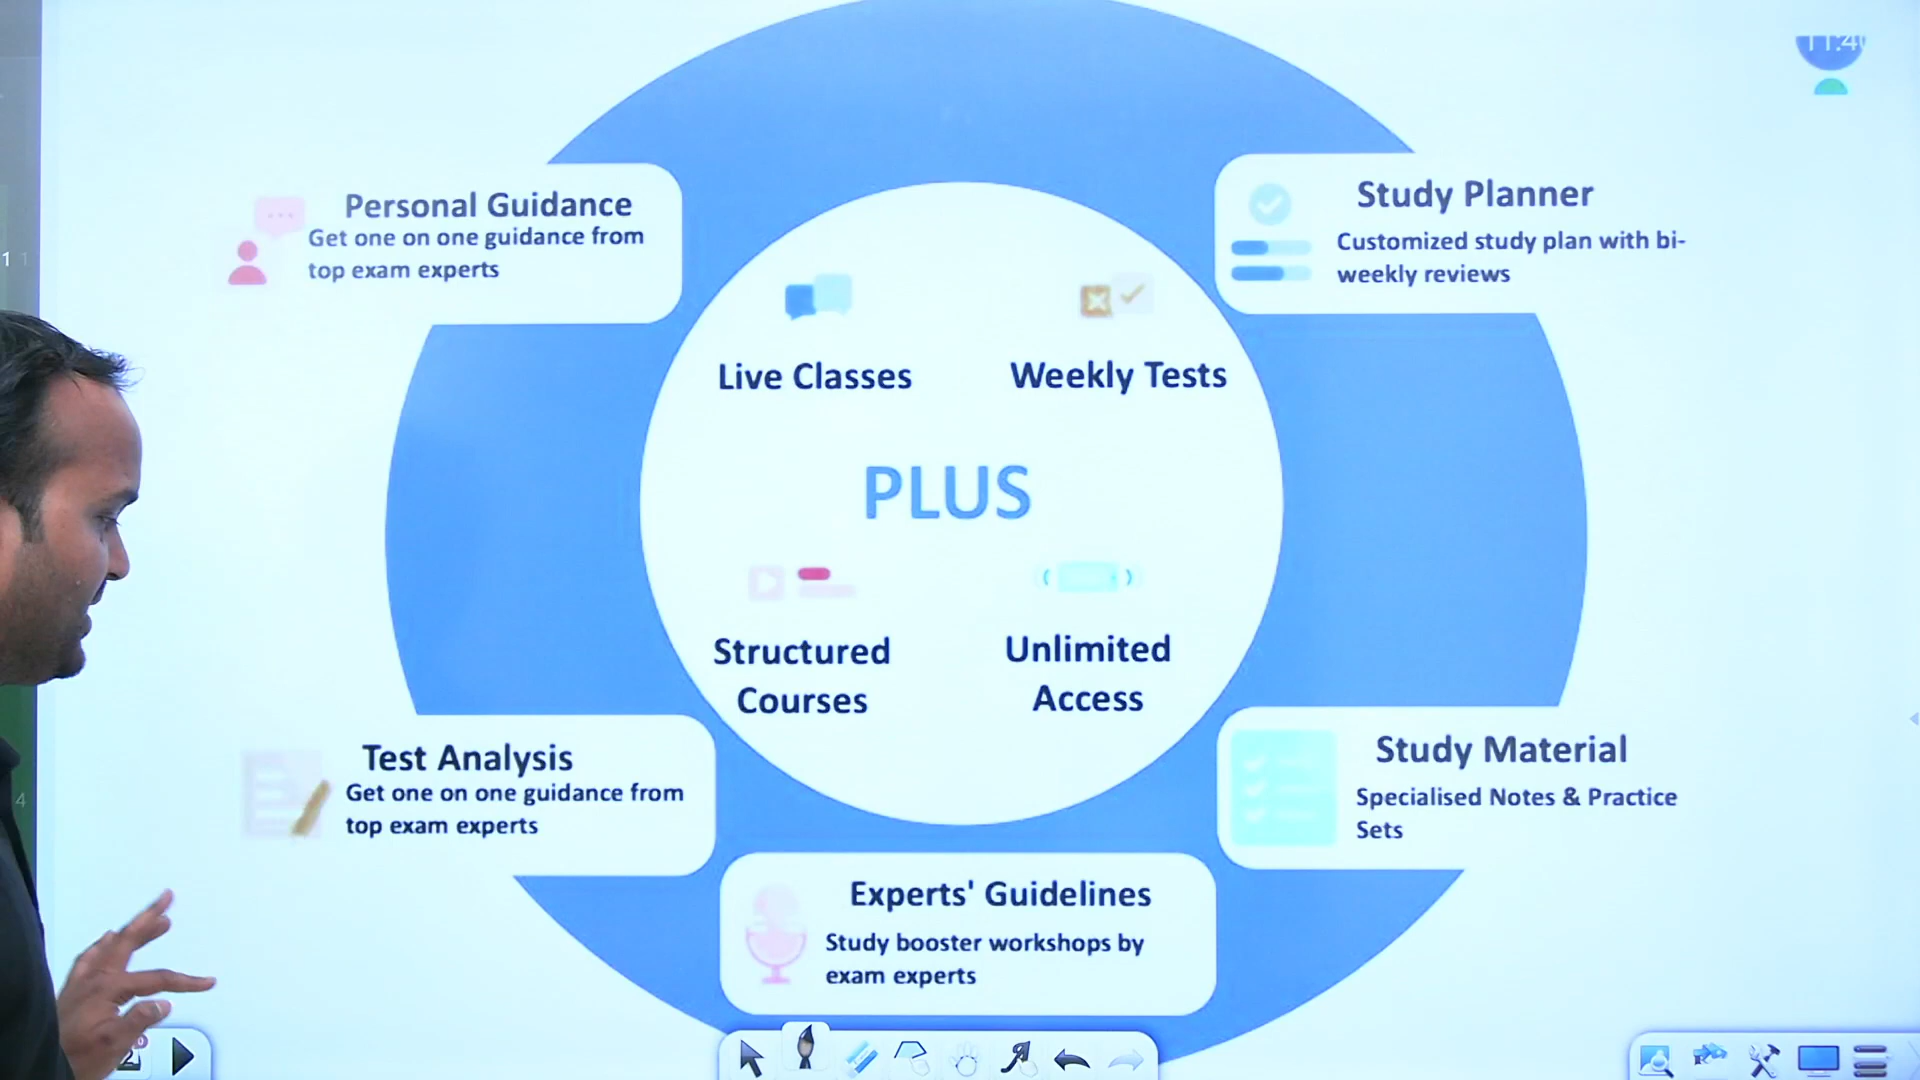 11:40
Personal Guidance
Get one on one guidance from
top exam experts
Study Planner
Customized study plan with bi-
weekly reviews
Live Classes
Weekly Tests
PLUS
Structured
Courses
Unlimited
Access
Test Analysis
Get one on one guidance from
top exam experts
Study Material
Specialised Notes & Practice
Sets
Experts' Guidelines
Study booster workshops by
exam experts